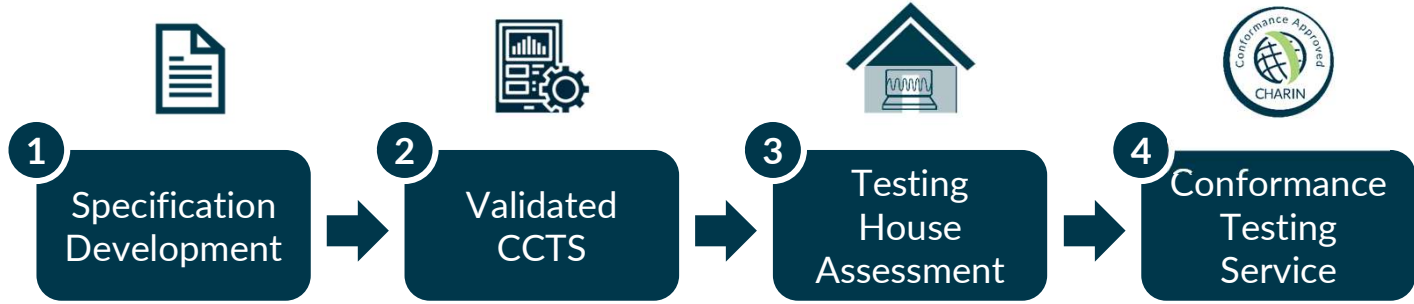 Conformance Approved
CHARIN
1
Specification
Development
2
Validated
CCTS
3
Testing
House
Assessment
4
Conformance
Testing
Service